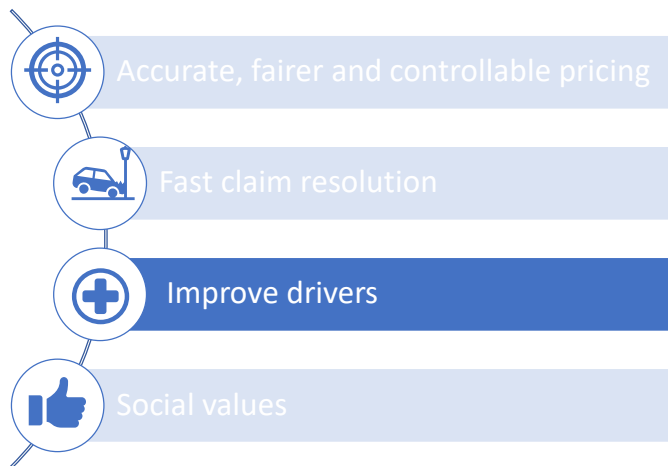 Accurate, fairer and controllable pricing
Fast claim resolution
Improve drivers
Social values